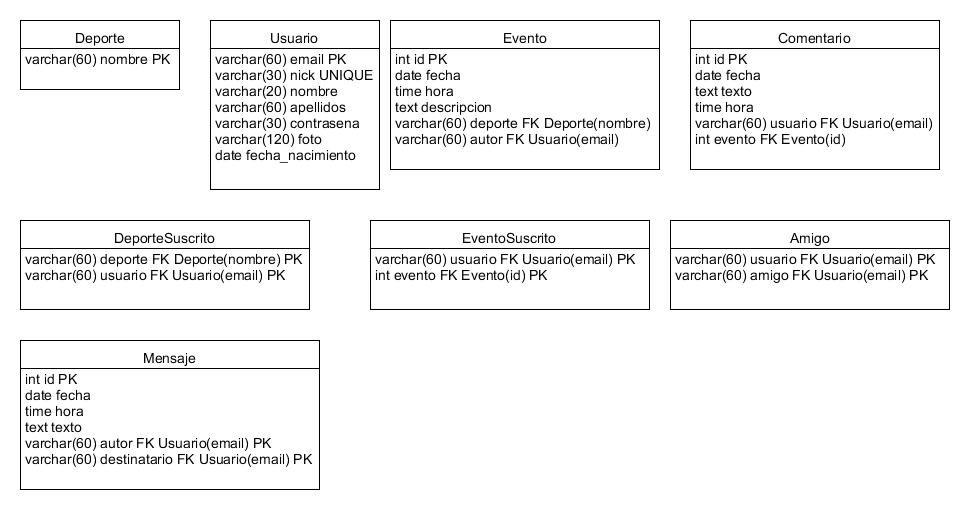 Deporte
varchar(60) nombre PK
Usuario
varchar(60) email PK
varchar(30) nick UNIQUE
varchar(20) nombre
varchar(60) apellidos
varchar(30) contrasena
varchar(120) foto
date fecha_nacimiento
Evento
int id PK
date fecha
time hora
text descripcion
varchar(60) deporte FK Deporte(nombre)
varchar(60) autor FK Usuario(email)
Comentario
int id PK
date fecha
text texto
time hora
varchar(60) usuario FK Usuario(email)
int evento FK Evento(id)
DeporteSuscrito
varchar(60) deporte FK Deporte(nombre) PK
varchar(60) usuario FK Usuario(email) PK
EventoSuscrito
varchar(60) usuario FK Usuario(email) PK
int evento FK Evento(id) PK
Amigo
varchar(60) usuario FK Usuario(email) PK
varchar(60) amigo FK Usuario(email) PK
Mensaje
int id PK
date fecha
time hora
text texto
varchar(60) autor FK Usuario(email) PK
varchar(60) destinatario FK Usuario(email) PK